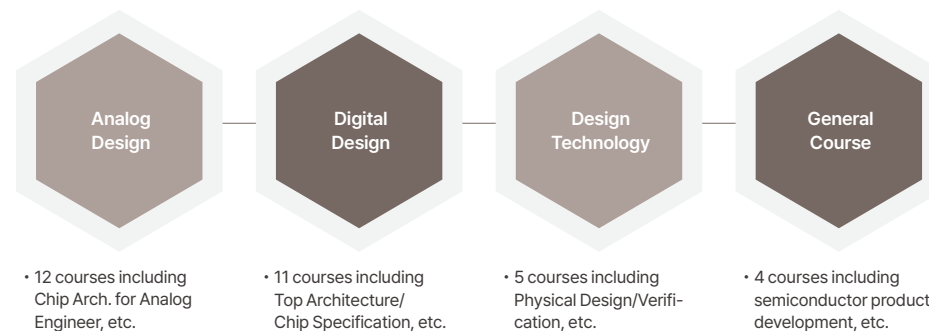 Analog
Design
Digital
Design
Design
Technology
General
Course
• 12 courses including
Chip Arch. for Analog
Engineer, etc.
• 11 courses including
Top Architecture/
Chip Specification, etc.
• 5 courses including
Physical Design/Verifi-
cation, etc.
• 4 courses including
semiconductor product
development, etc.